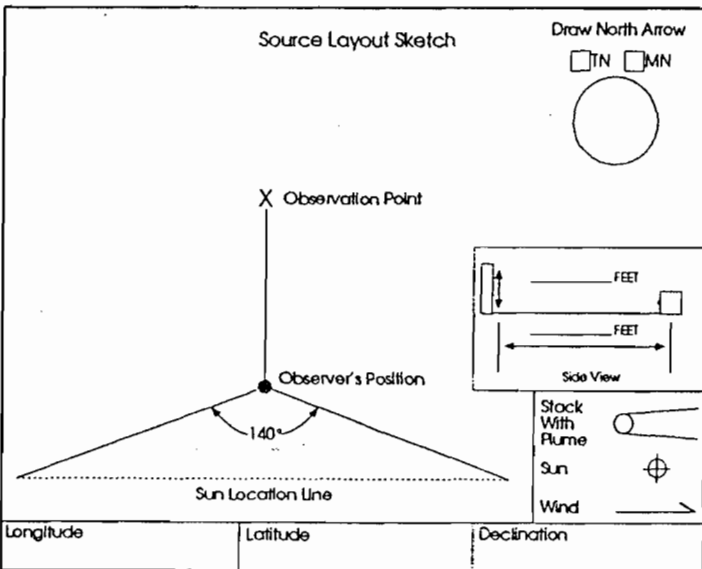 Source Layout Sketch
Draw North Arrow
TN MN
X Observation Point
FEET
FEET
Side View
Observer's Position
140°
Sun Location Line
Stack
With
Plume
Sun
Wind
Longitude Latitude Declination